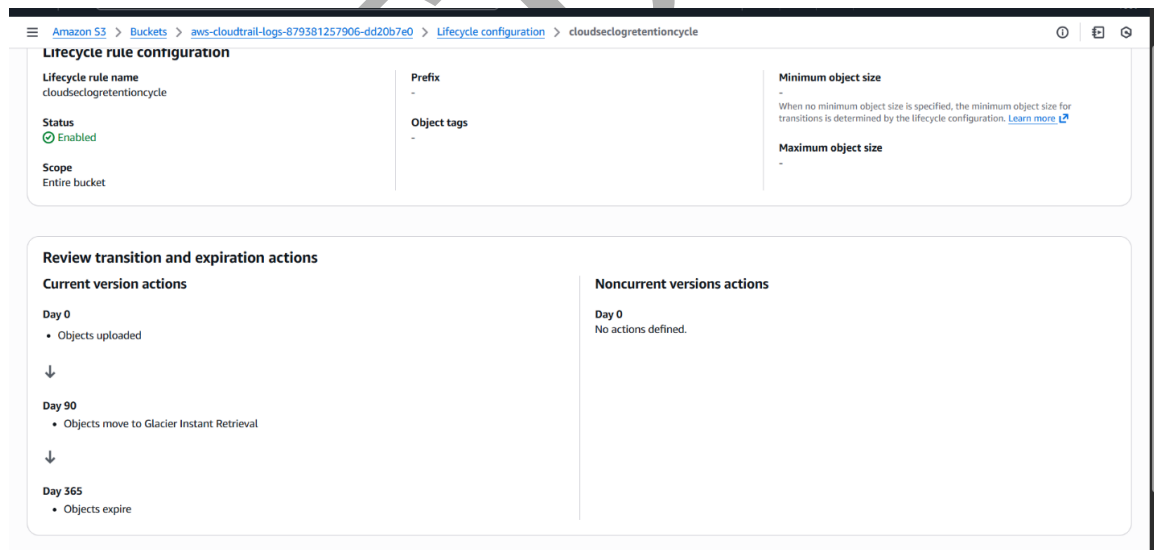 Amazon S3 > Buckets > aws-cloudtrail-logs-879381257906-dd20b7e0 > Lifecycle configuration > cloudseclogretentioncycle
Lifecycle rule configuration
Lifecycle rule name
cloudseclogretentioncycle
Status
Enabled
Scope
Entire bucket
Prefix
-
Object tags
-
Minimum object size
-
When no minimum object size is specified, the minimum object size for
transitions is determined by the lifecycle configuration. Learn more
Maximum object size
-
Review transition and expiration actions
Current version actions
Day 0
• Objects uploaded
↓
Day 90
• Objects move to Glacier Instant Retrieval
↓
Day 365
• Objects expire
Noncurrent versions actions
Day 0
No actions defined.